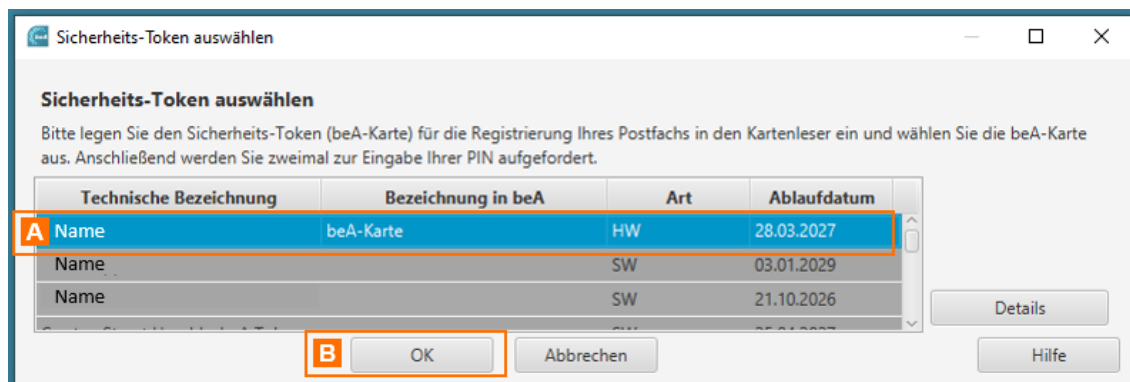 Sicherheits-Token auswählen
Sicherheits-Token auswählen
Bitte legen Sie den Sicherheits-Token (beA-Karte) für die Registrierung Ihres Postfachs in den Kartenleser ein und wählen Sie die beA-Karte
aus. Anschließend werden Sie zweimal zur Eingabe Ihrer PIN aufgefordert.
Technische Bezeichnung Bezeichnung in beA Art Ablaufdatum
A Name beA-Karte HW 28.03.2027
Name SW 03.01.2029
Name SW 21.10.2026
Details
B OK Abbrechen Hilfe